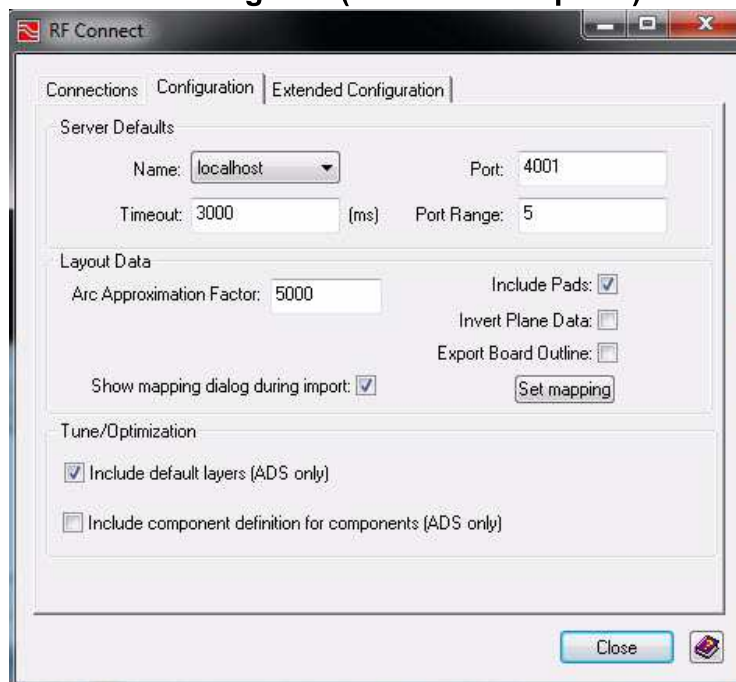 RF Connect
Connections Configuration Extended Configuration
Server Defaults
Name: localhost Port: 4001
Timeout: 3000 (ms) Port Range: 5
Layout Data
Arc Approximation Factor: 5000 Include Pads:
Invert Plane Data:
Export Board Outline:
Show mapping dialog during import: Set mapping
Tune/Optimization
Include default layers (ADS only)
Include component definition for components (ADS only)
Close